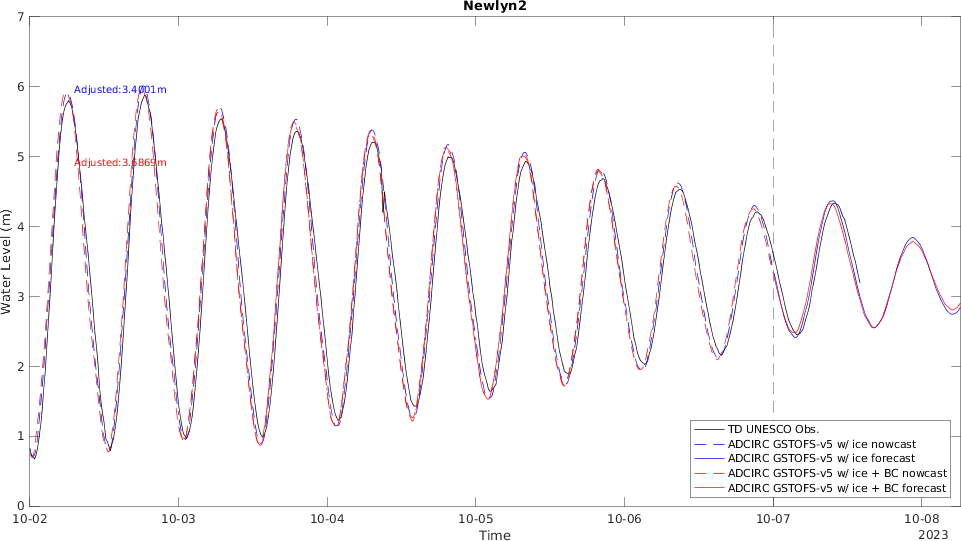 Newlyn2
7
6
5
4
3
2
1
0
Water Level (m)
Adjusted:3.4001m
Adjusted:3.6869m
TD UNESCO Obs.
ADCIRC GSTOFS-v5 w/ ice nowcast
ADCIRC GSTOFS-v5 w/ ice forecast
ADCIRC GSTOFS-v5 w/ ice + BC nowcast
ADCIRC GSTOFS-v5 w/ ice + BC forecast
10-02 10-03 10-04 10-05 10-06 10-07 10-08
Time
2023